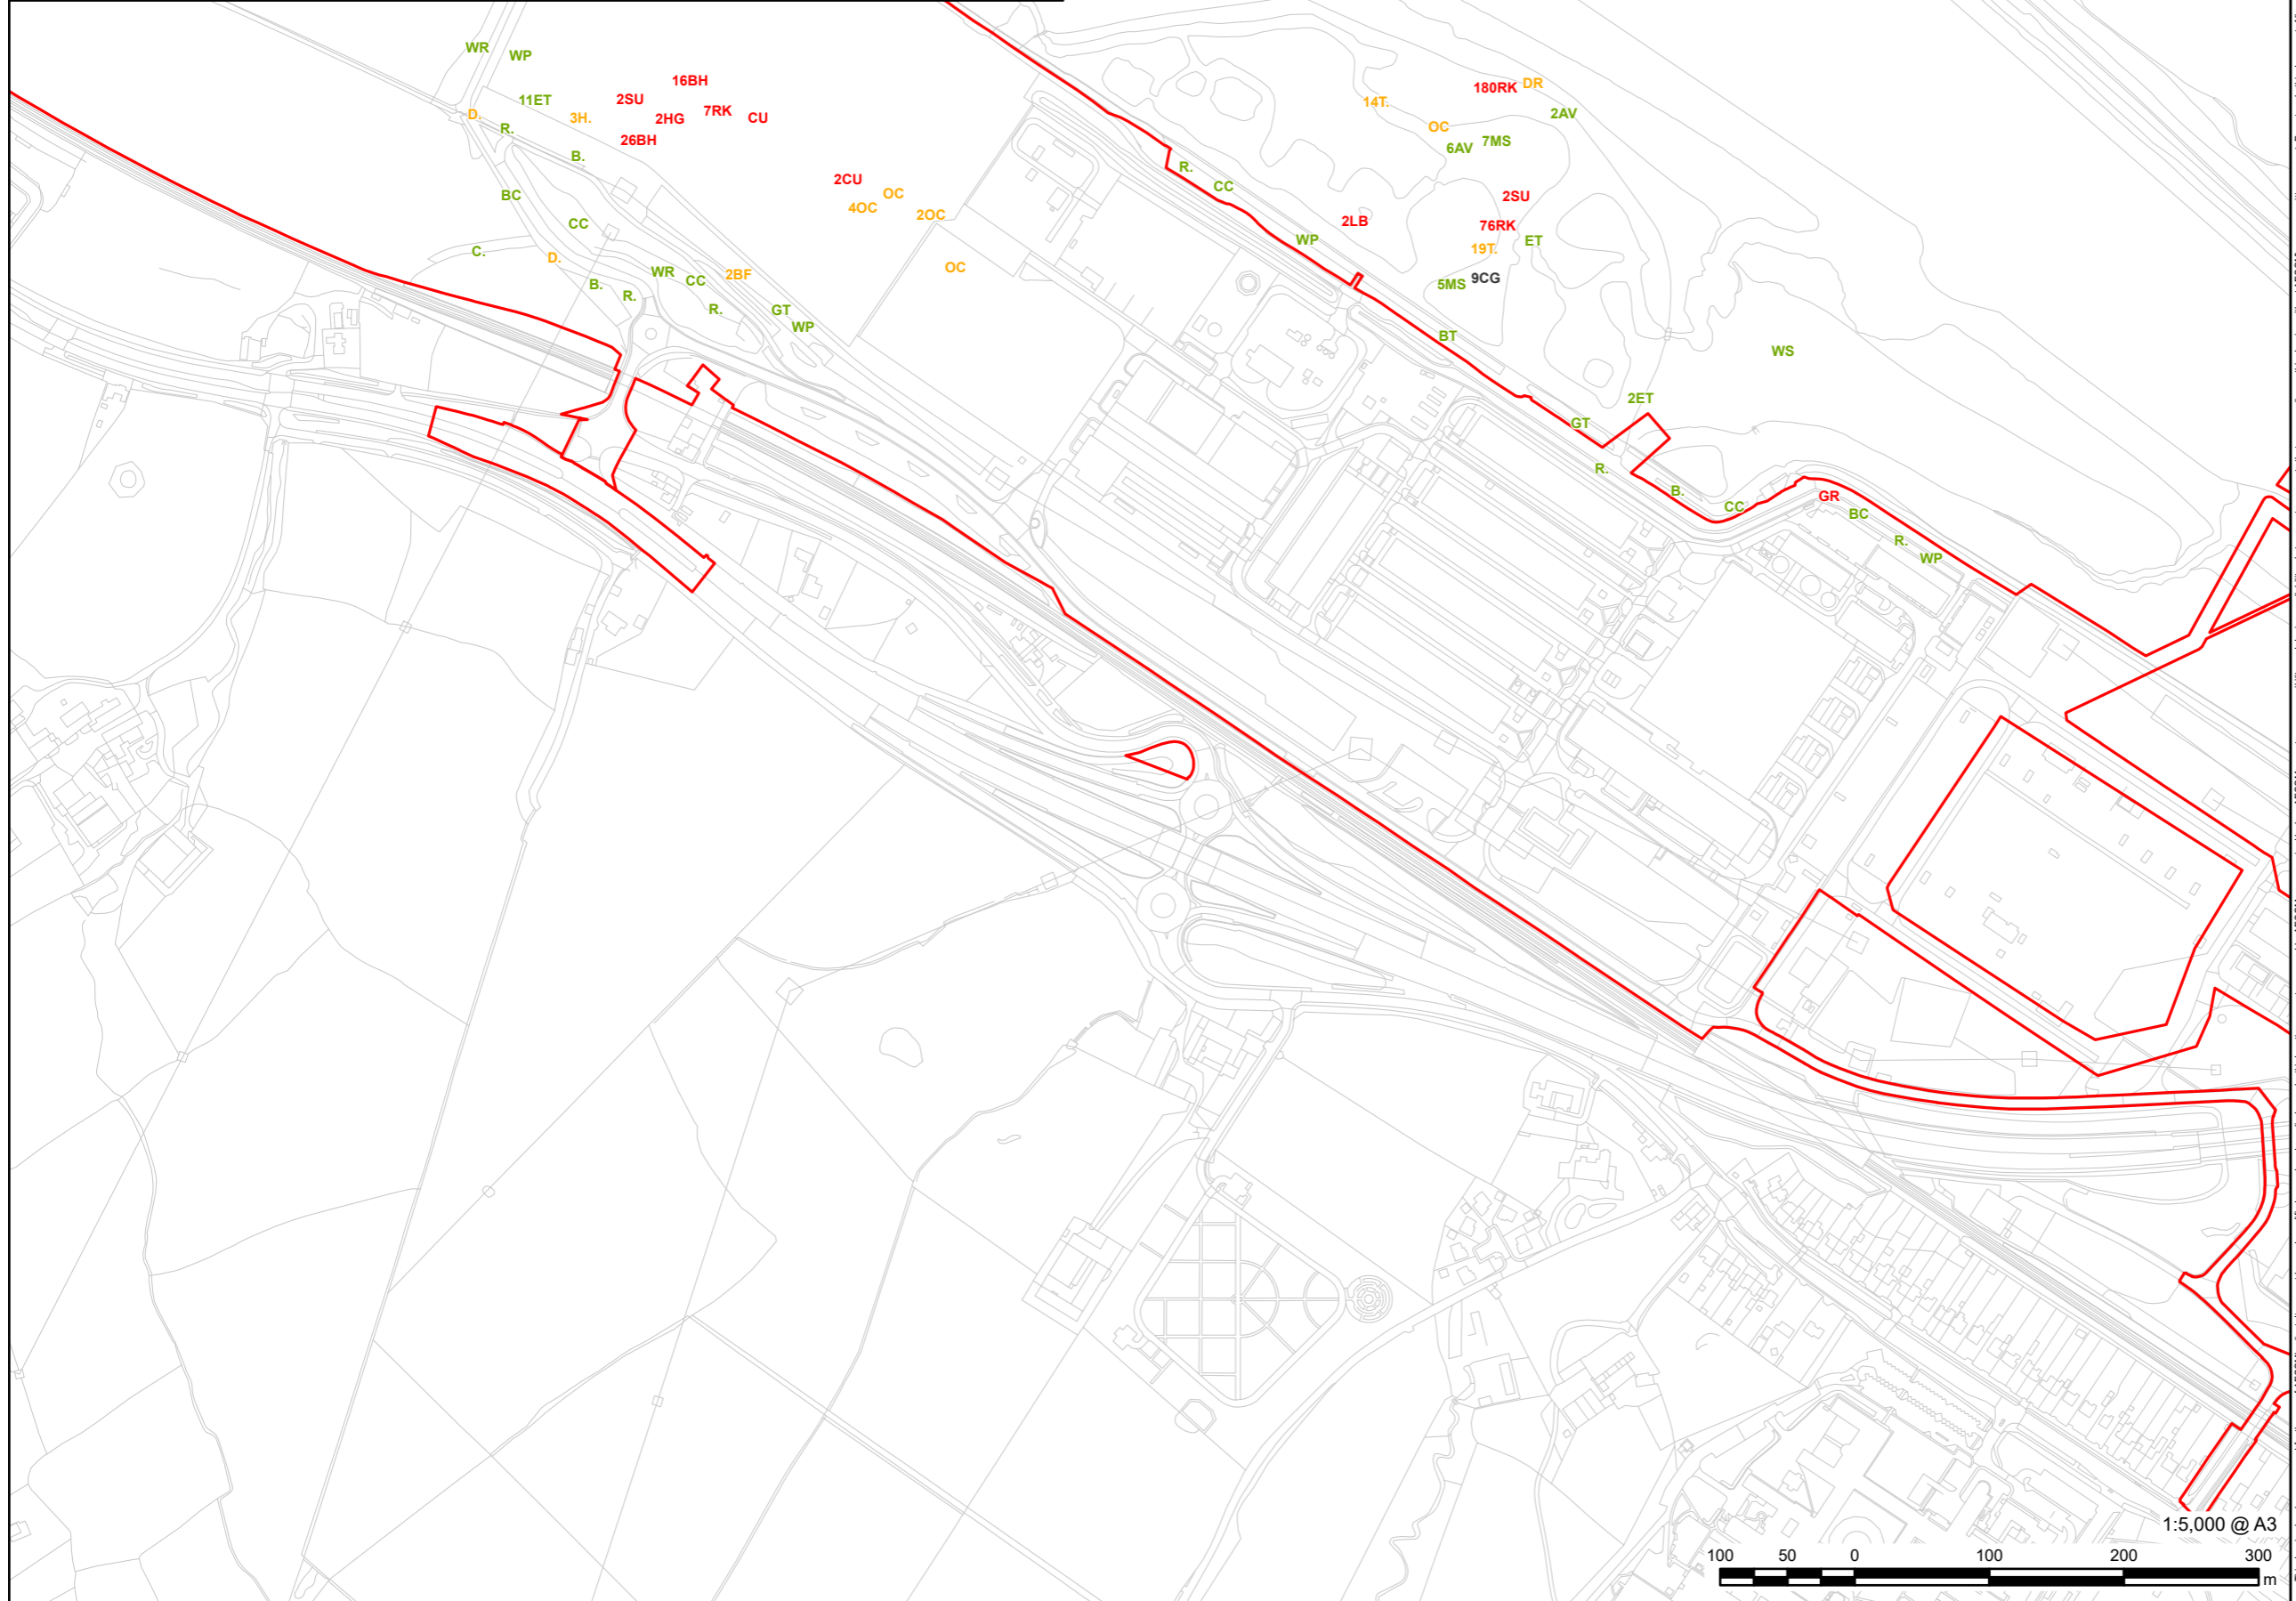 WR
WP
16BH
180RK
DR
11ET
2SU
14T.
D.
3H.
2HG
7RK
CU
2AV
R.
OC
26BH
6AV
7MS
B.
R.
2CU
CC
BC
OC
2SU
4OC
2OC
2LB
CC
76RK
WP
ET
C.
19T.
D.
OC
WR
2BF
CC
9CG
B.
5MS
R.
R.
GT
WP
BT
WS
2ET
GT
R.
B.
GR
CC
BC
R.
WP
1:5,000 @ A3
100 50 0 100 200 300
m